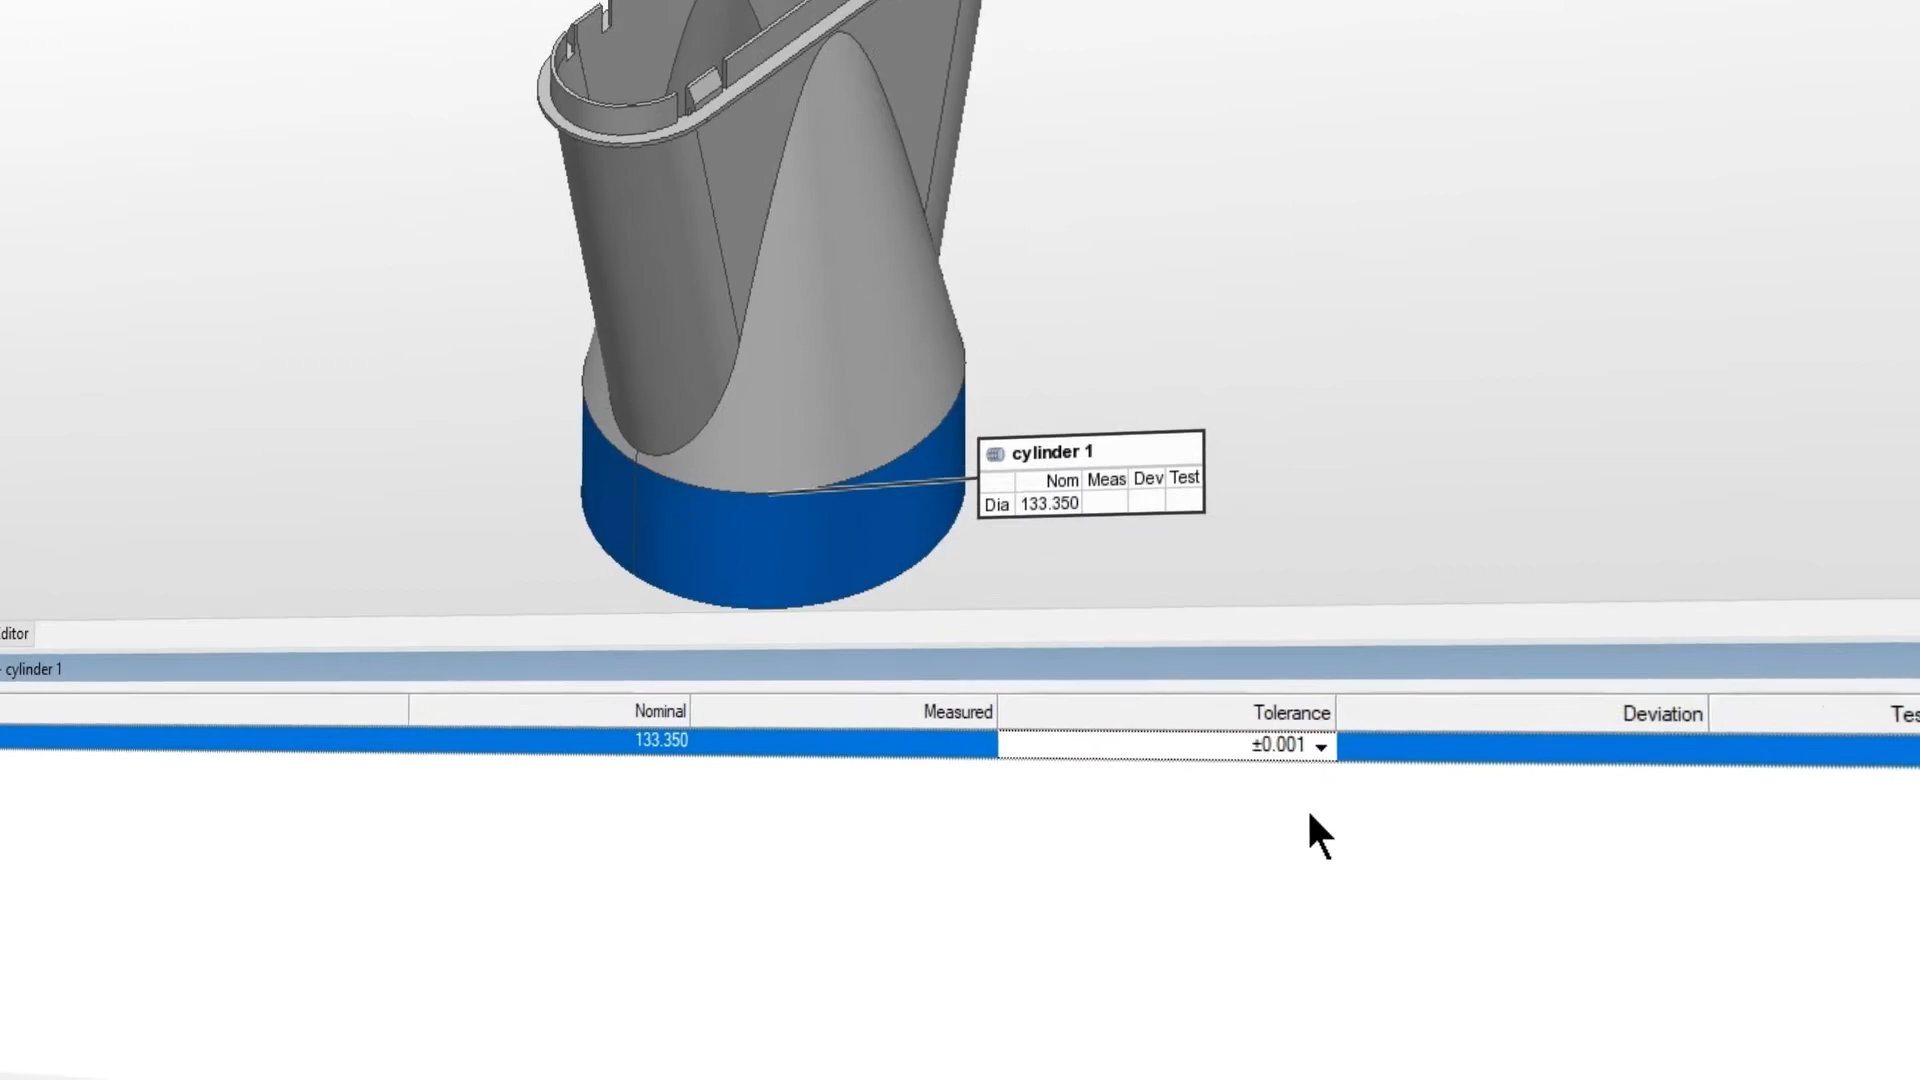 cylinder 1
Nom Meas Dev Test
Dia 133.350
ditor
cylinder 1
Nominal Measured Tolerance Deviation Tes
133.350 ±0.001